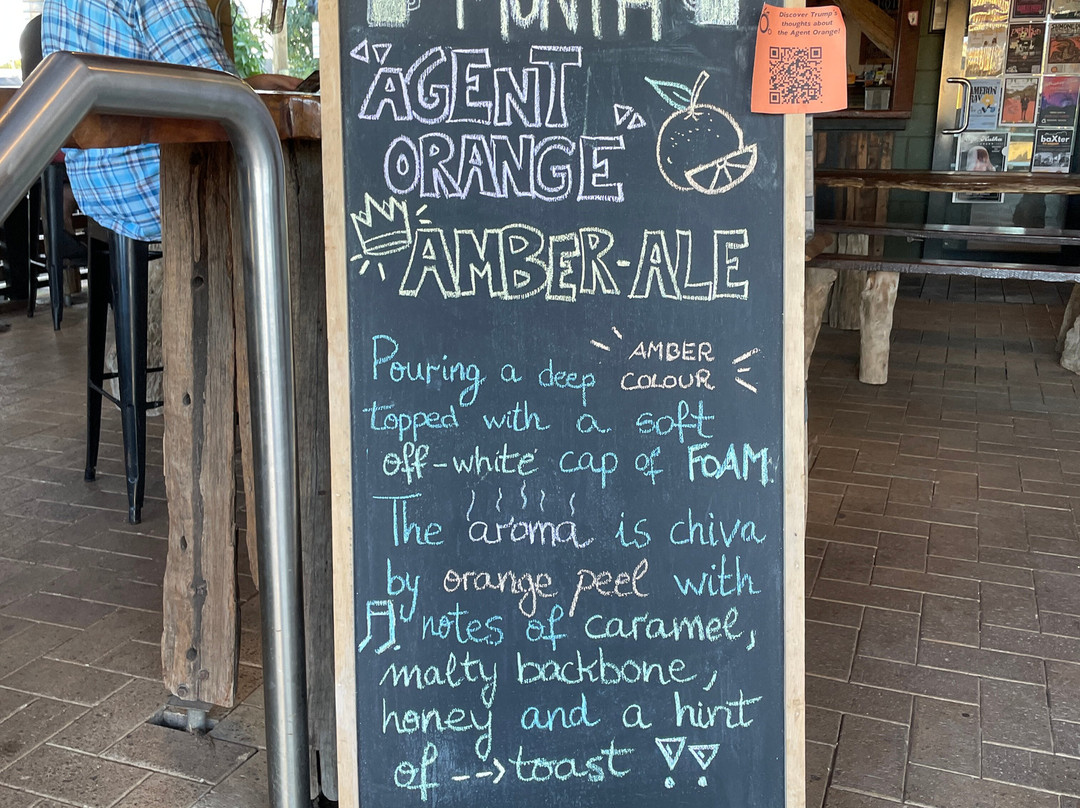 MONTH
AGENT
ORANGE
AMBER-ALE
Pouring a deep AMBER COLOUR
topped with a soft
off-white cap of FOAM.
The aroma is chiva
by orange peel with
notes of caramel,
malty backbone,
honey and a hint
of --> toast !!
Discover Trump's
thoughts about
the Agent Orange!
baxter